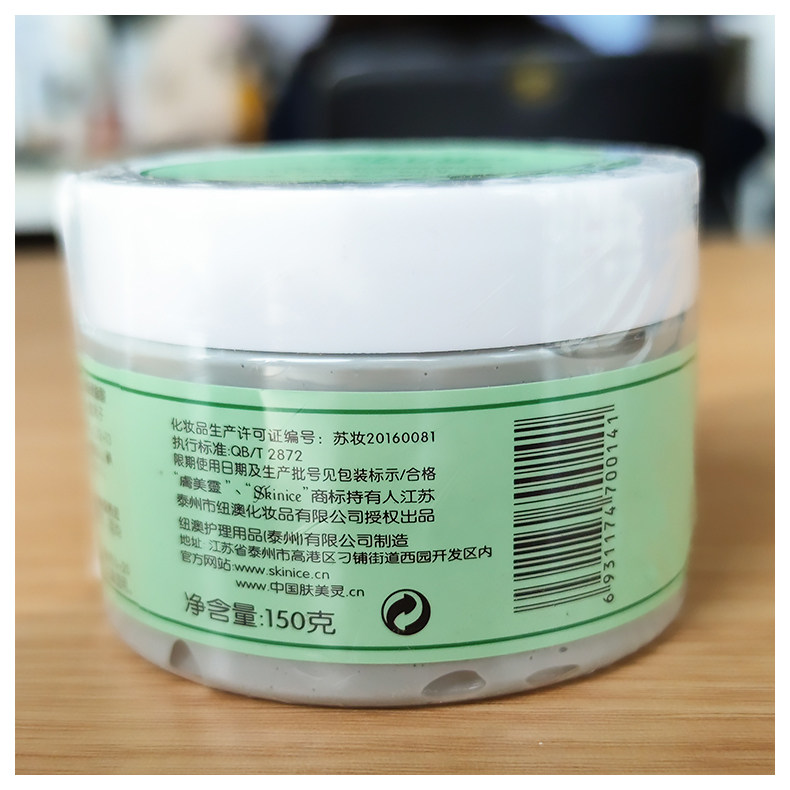 化妆品生产许可证编号：苏妆20160081
执行标准:QB/T 2872
限期使用日期及生产批号见包装标示/合格
“膚美靈”、“Skinice”商标持有人江苏
泰州市纽澳化妆品有限公司授权出品
纽澳护理用品(泰州)有限公司制造
地址:江苏省泰州市高港区刁铺街道西园开发区内
官方网站:www.skinice.cn
www.中国肤美灵.cn
净含量:150克
6931174700141